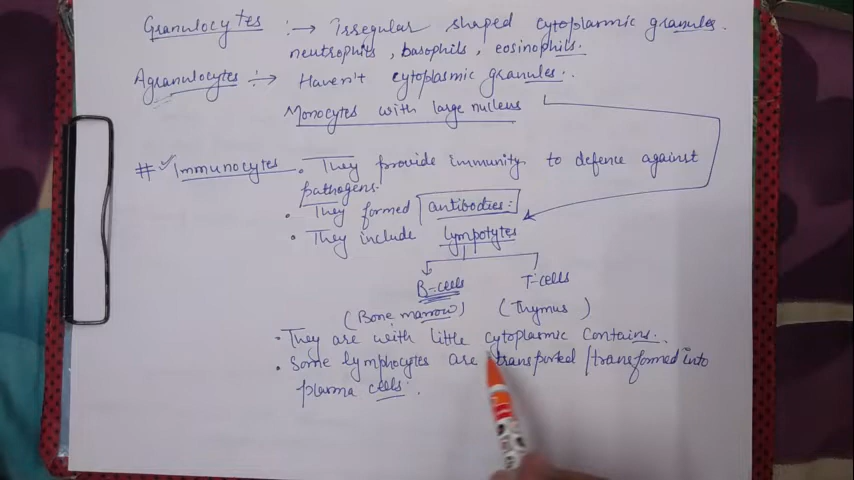 Granulocytes :→ Irregular shaped cytoplasmic granules.
neutrophits, basophils, eosinophils.
Agranulocytes :→ Haven't cytoplasmic granules.
Monocytes with large nucleus
# ✓ Immunocytes • They provide immunity to defence against
pathogens.
• They formed antibodies:
• They include lympotytes
B-cells T-cells
(Bone marrow) (Thymus)
• They are with little cytoplasmic contains.
• Some lymphocytes are transported / transformed into
plasma cells.